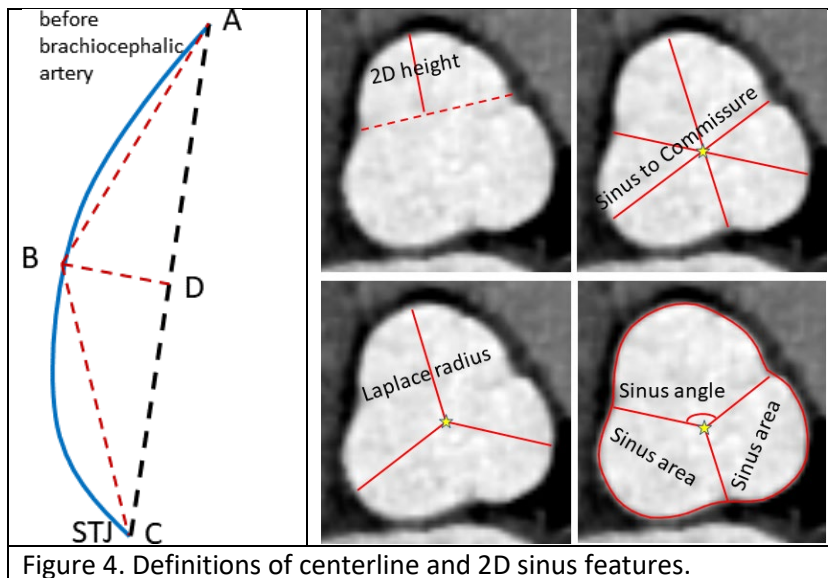 before
brachiocephalic
artery
A
B
D
STJ
C
2D height
Sinus to Commissure
Laplace radius
Sinus angle
Sinus area
Sinus area
Figure 4. Definitions of centerline and 2D sinus features.